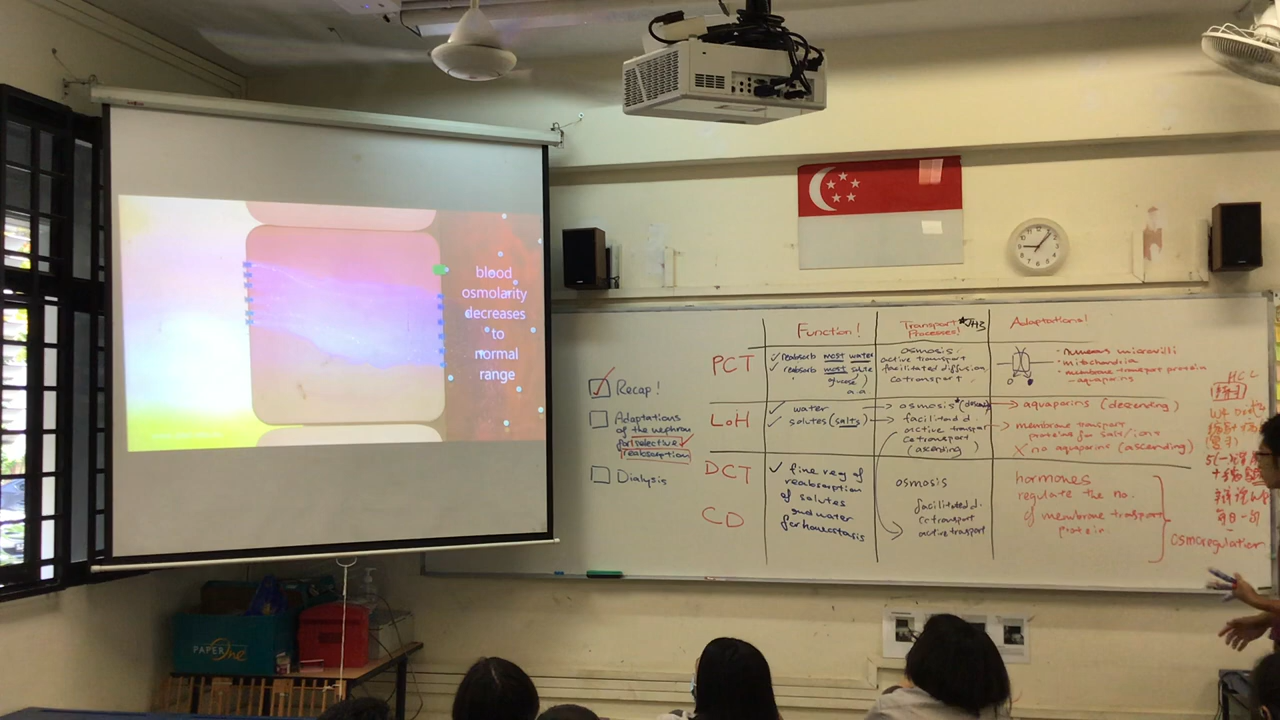 blood
osmolarity
decreases
to
normal
range
Recap!
Adaptations
of the nephron
for selective
reabsorption
Dialysis
Function!
Transport
Processes!
Adaptations!
PCT
reabsorb most water
reabsorb most solute
glucose
a.a.
osmosis
active transport
facilitated diffusion
cotransport
numerous microvilli
mitochondria
membrane transport protein
- aquaporins
LoH
water
solutes (salts)
osmosis*
facilitated d.
active transport
cotransport
(ascending)
aquaporins (descending)
membrane transport
proteins for salt/ions
X no aquaporins (ascending)
DCT
CD
fine reg of
reabsorption
of solutes
and water
for homeostasis
osmosis
facilitated d.
cotransport
active transport
hormones
regulate the no.
of membrane transport
protein.
osmoregulation
PAPER One